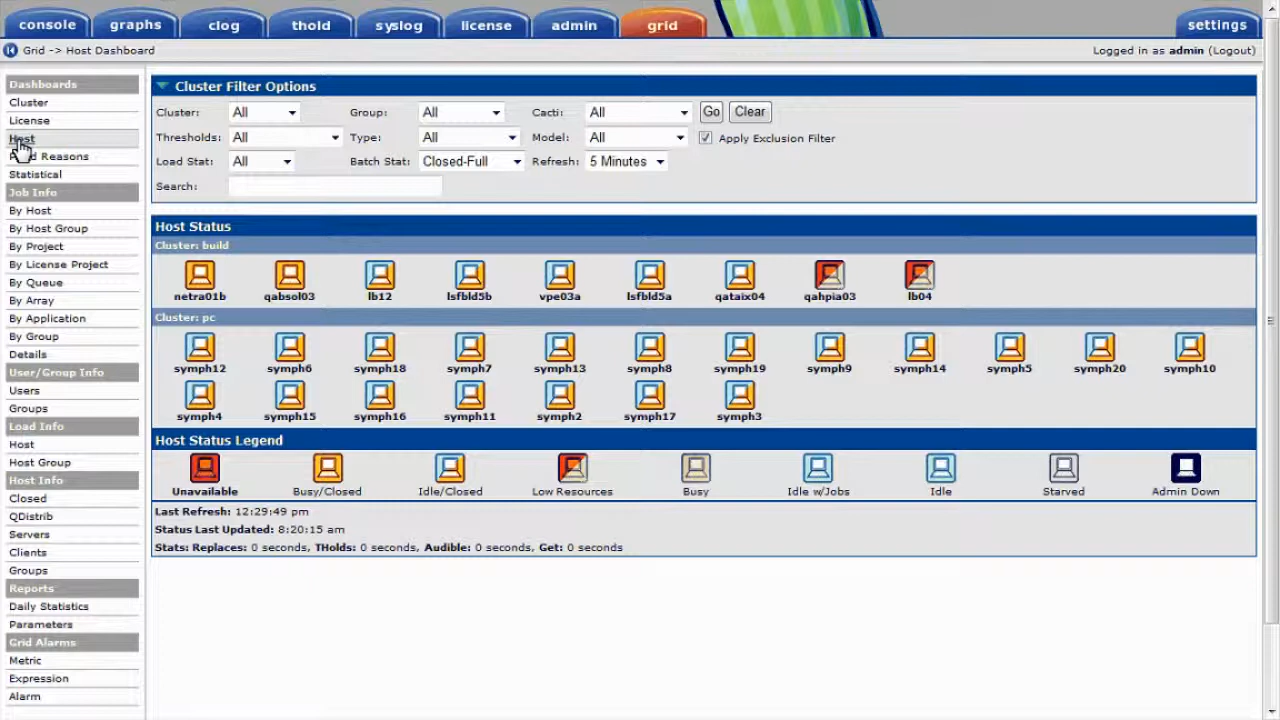 console graphs clog thold syslog license admin grid settings
Grid -> Host Dashboard Logged in as admin (Logout)
Dashboards
Cluster
License
Host
Reasons
Statistical
Job Info
By Host
By Host Group
By Project
By License Project
By Queue
By Array
By Application
By Group
Details
User/Group Info
Users
Groups
Load Info
Host
Host Group
Host Info
Closed
QDistrib
Servers
Clients
Groups
Reports
Daily Statistics
Parameters
Grid Alarms
Metric
Expression
Alarm
Cluster Filter Options
Cluster: All Group: All Cacti: All Go Clear
Thresholds: All Type: All Model: All Apply Exclusion Filter
Load Stat: All Batch Stat: Closed-Full Refresh: 5 Minutes
Search:
Host Status
Cluster: build
netra01b qabsol03 lb12 lsfbld5b vpe03a lsfbld5a qataix04 qahpia03 lb04
Cluster: pc
symph12 symph6 symph18 symph7 symph13 symph8 symph19 symph9 symph14 symph5 symph20 symph10
symph4 symph15 symph16 symph11 symph2 symph17 symph3
Host Status Legend
Unavailable Busy/Closed Idle/Closed Low Resources Busy Idle w/Jobs Idle Starved Admin Down
Last Refresh: 12:29:49 pm
Status Last Updated: 8:20:15 am
Stats: Replaces: 0 seconds, THolds: 0 seconds, Audible: 0 seconds, Get: 0 seconds